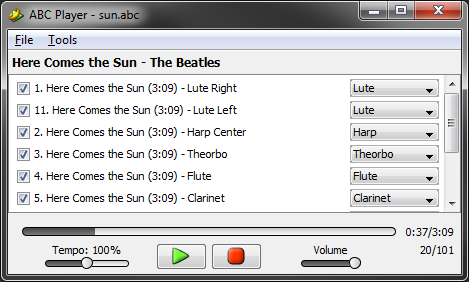 ABC Player - sun.abc
File Tools
Here Comes the Sun - The Beatles
1. Here Comes the Sun (3:09) - Lute Right Lute
11. Here Comes the Sun (3:09) - Lute Left Lute
2. Here Comes the Sun (3:09) - Harp Center Harp
3. Here Comes the Sun (3:09) - Theorbo Theorbo
4. Here Comes the Sun (3:09) - Flute Flute
5. Here Comes the Sun (3:09) - Clarinet Clarinet
0:37/3:09
Tempo: 100% Volume 20/101